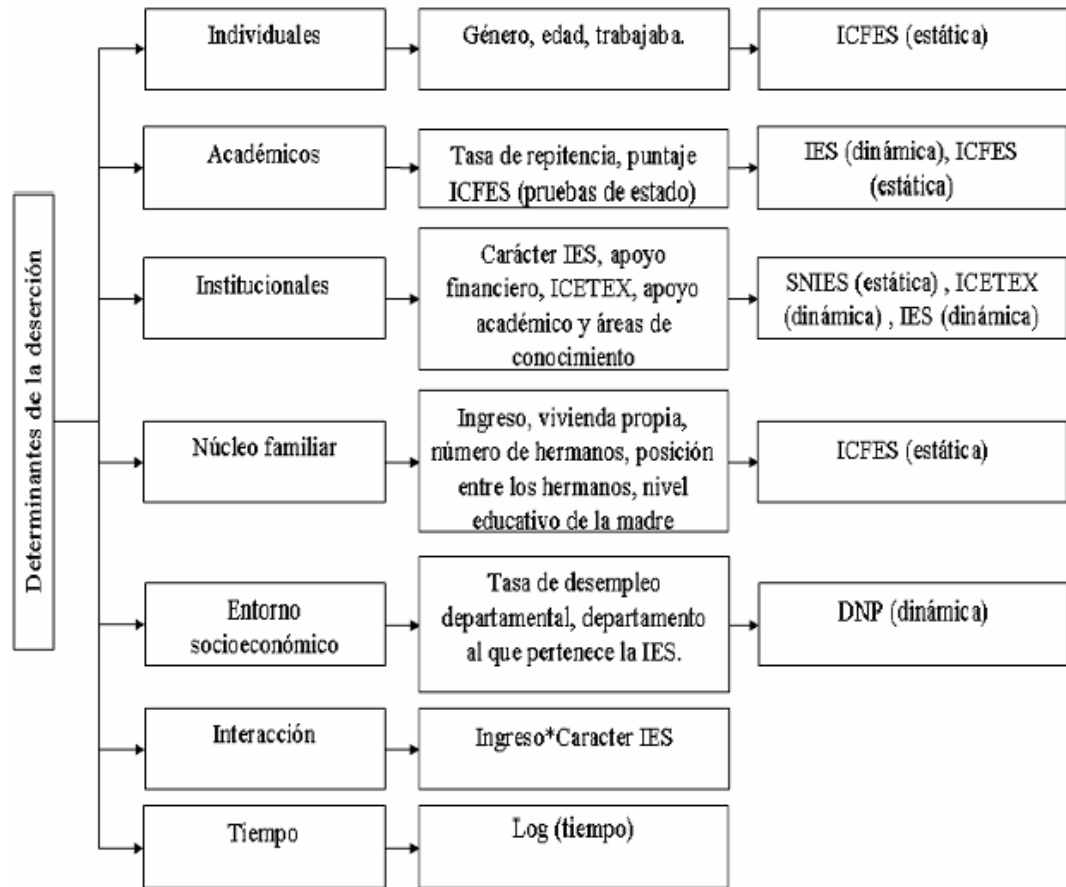 Determinantes de la deserción
Individuales
Género, edad, trabajaba.
ICFES (estática)
Académicos
Tasa de repitencia, puntaje
ICFES (pruebas de estado)
IES (dinámica), ICFES
(estática)
Institucionales
Carácter IES, apoyo
financiero, ICETEX, apoyo
académico y áreas de
conocimiento
SNIES (estática) , ICETEX
(dinámica) , IES (dinámica)
Núcleo familiar
Ingreso, vivienda propia,
número de hermanos, posición
entre los hermanos, nivel
educativo de la madre
ICFES (estática)
Entorno
socioeconómico
Tasa de desempleo
departamental, departamento
al que pertenece la IES.
DNP (dinámica)
Interacción
Ingreso*Caracter IES
Tiempo
Log (tiempo)